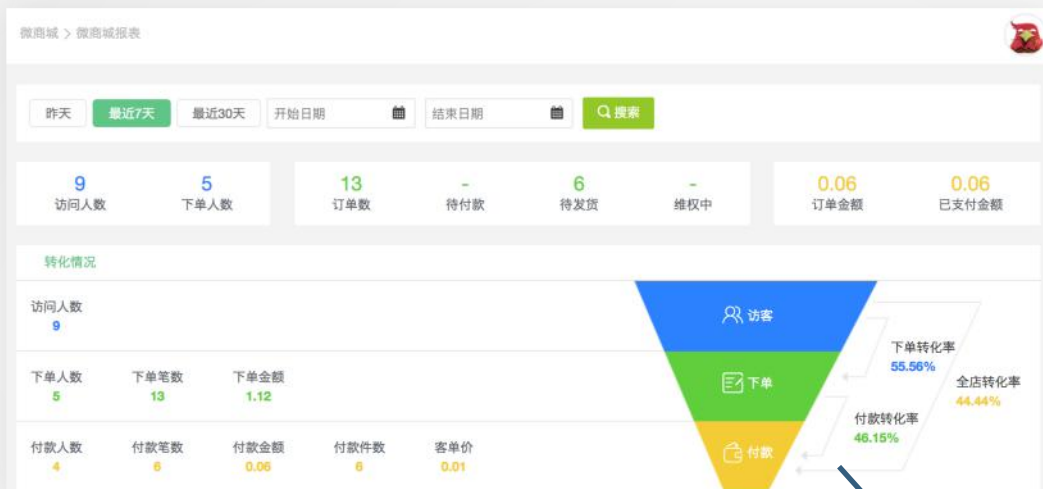 微商城 > 微商城报表
昨天 最近7天 最近30天 开始日期 结束日期 搜索
9 5 13 - 6 - 0.06 0.06
访问人数 下单人数 订单数 待付款 待发货 维权中 订单金额 已支付金额
转化情况
访问人数
9
访客
下单转化率
55.56%
下单人数 下单笔数 下单金额
5 13 1.12
下单
全店转化率
44.44%
付款转化率
46.15%
付款人数 付款笔数 付款金额 付款件数 客单价
4 6 0.06 6 0.01
付款